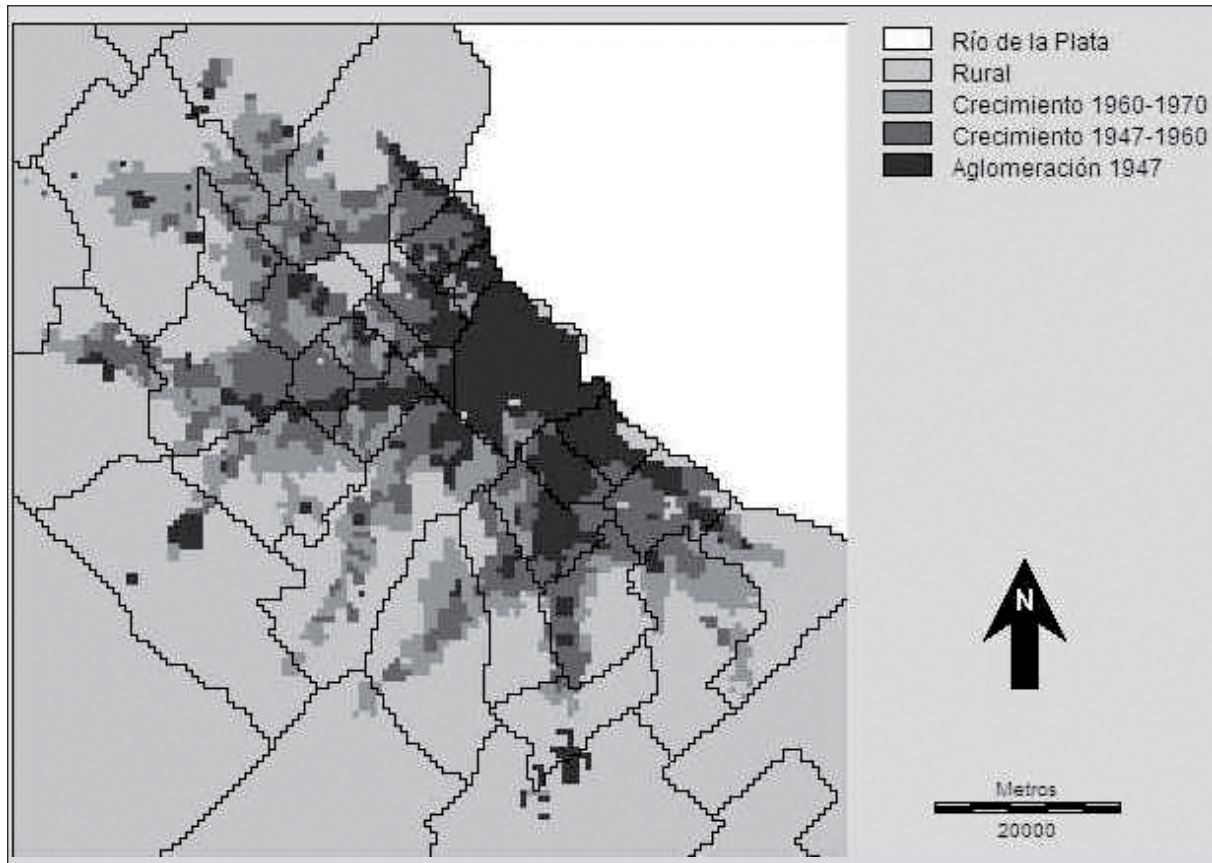 Río de la Plata
Rural
Crecimiento 1960-1970
Crecimiento 1947-1960
Aglomeración 1947
N
Metros
20000